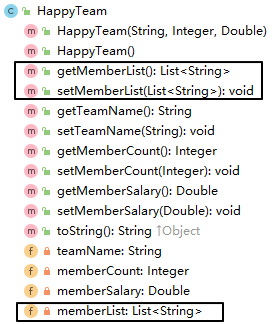 C HappyTeam
m HappyTeam(String, Integer, Double)
m HappyTeam()
m getMemberList(): List<String>
m setMemberList(List<String>): void
m getTeamName(): String
m setTeamName(String): void
m getMemberCount(): Integer
m setMemberCount(Integer): void
m getMemberSalary(): Double
m setMemberSalary(Double): void
m toString(): String ↑Object
f teamName: String
f memberCount: Integer
f memberSalary: Double
f memberList: List<String>